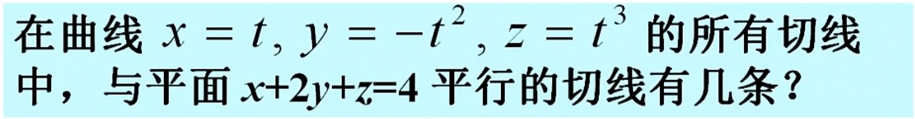 在曲线 x = t, y = −t², z = t³ 的所有切线
中，与平面 x+2y+z=4 平行的切线有几条？